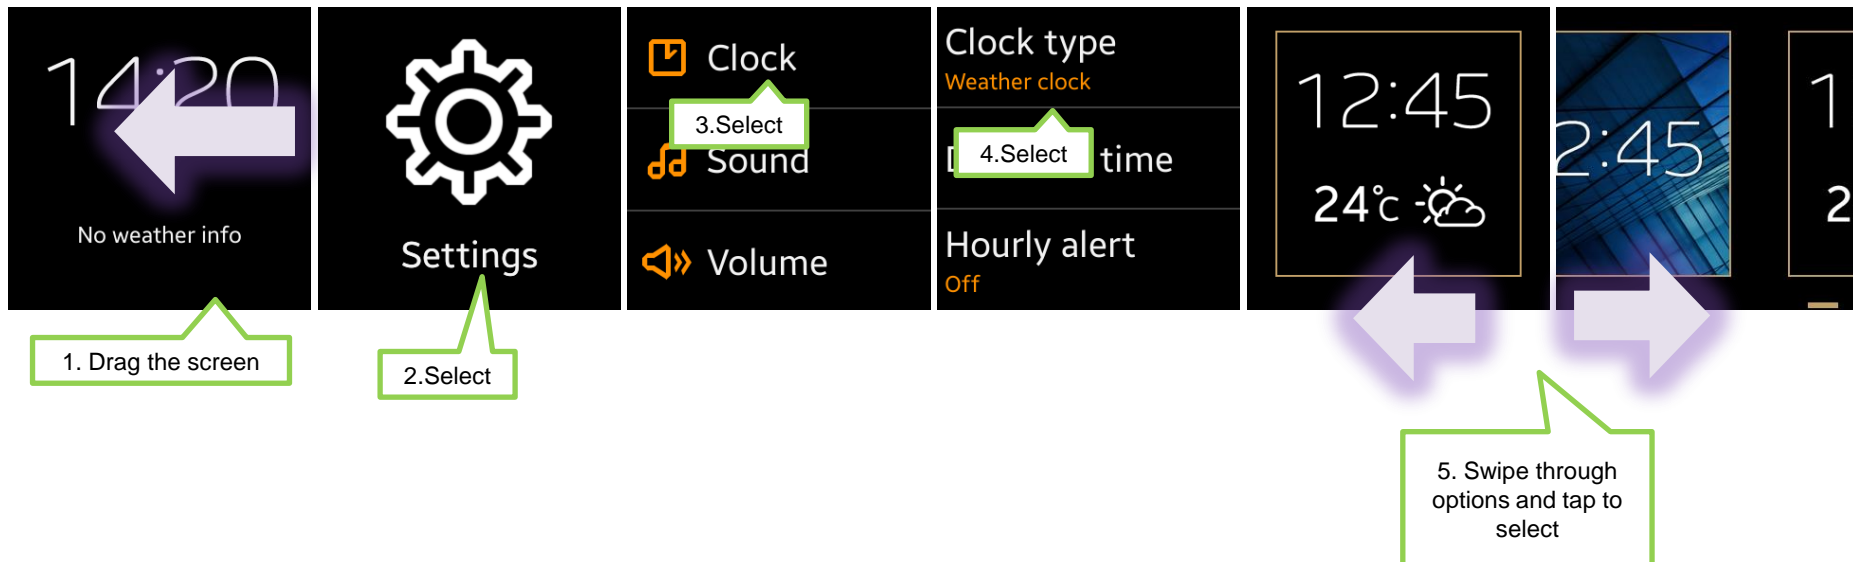 14:20
No weather info
1. Drag the screen
Settings
2.Select
Clock
3.Select
Sound
Volume
Clock type
Weather clock
4.Select
time
Hourly alert
Off
12:45
24°C
2:45
1
2
5. Swipe through
options and tap to
select